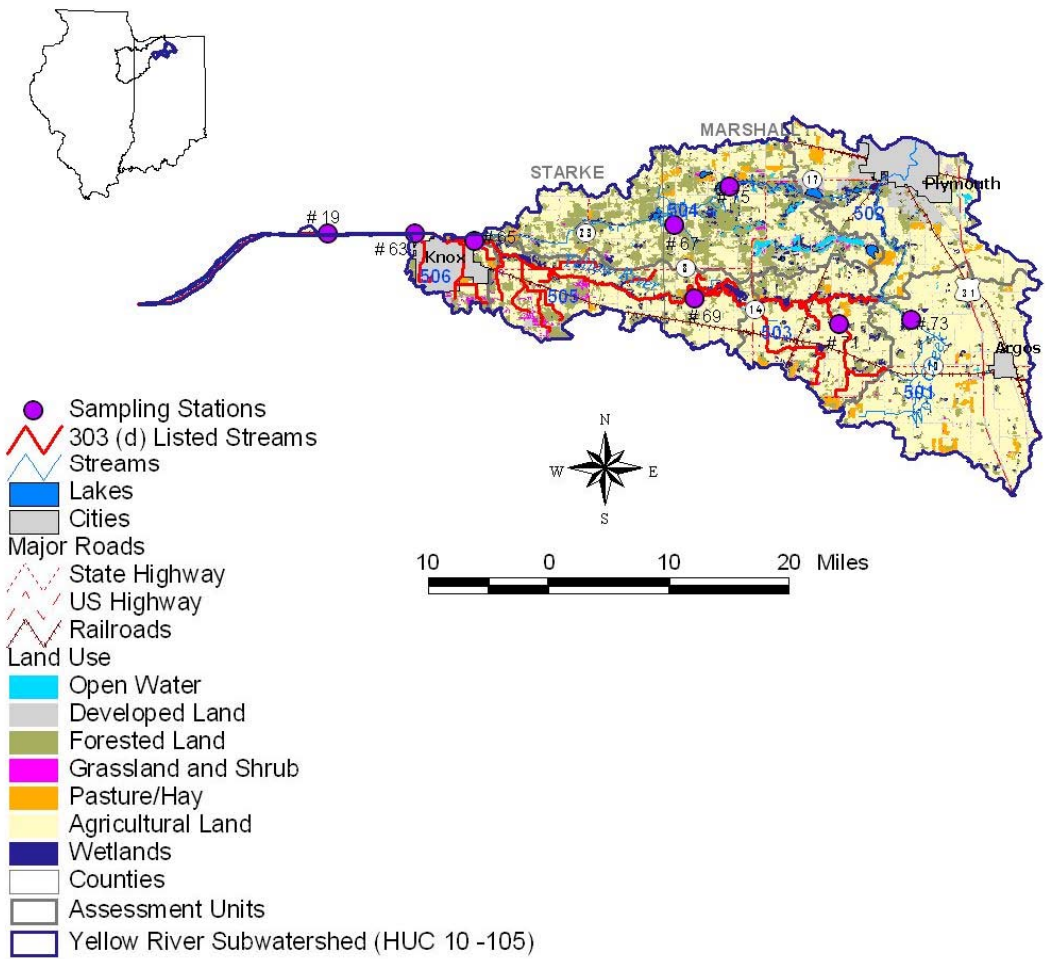 MARSHALL
STARKE
17
Plymouth
# 75
# 19
504
502
23
# 63
# 67
Knox
8
506
505
31
# 69
14
503
# 73
Argos
10
501
N
W E
S
Sampling Stations
303 (d) Listed Streams
Streams
Lakes
Cities
Major Roads
State Highway
US Highway
Railroads
Land Use
Open Water
Developed Land
Forested Land
Grassland and Shrub
Pasture/Hay
Agricultural Land
Wetlands
Counties
Assessment Units
Yellow River Subwatershed (HUC 10 -105)
10 0 10 20 Miles